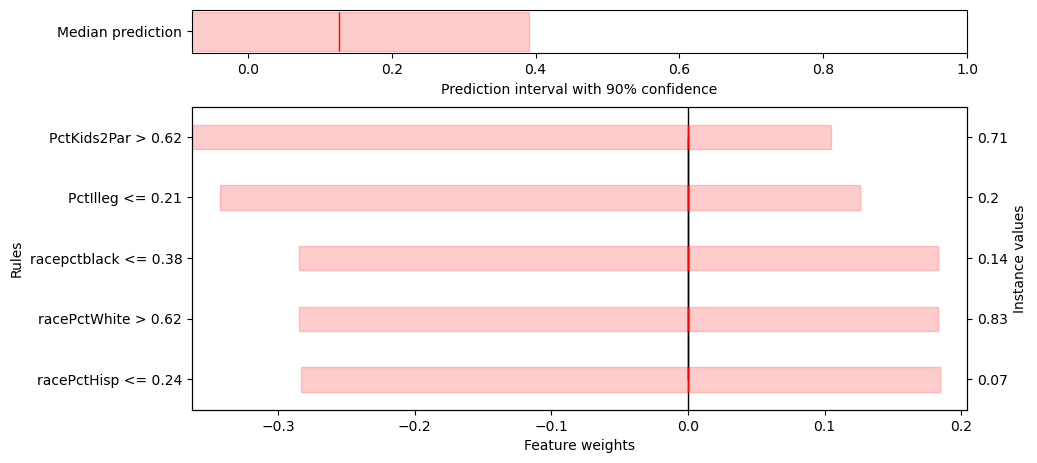 Median prediction
0.0 0.2 0.4 0.6 0.8 1.0
Prediction interval with 90% confidence
PctKids2Par > 0.62 0.71
PctIlleg <= 0.21 0.2
racepctblack <= 0.38 0.14
racePctWhite > 0.62 0.83
racePctHisp <= 0.24 0.07
Rules
Instance values
−0.3 −0.2 −0.1 0.0 0.1 0.2
Feature weights